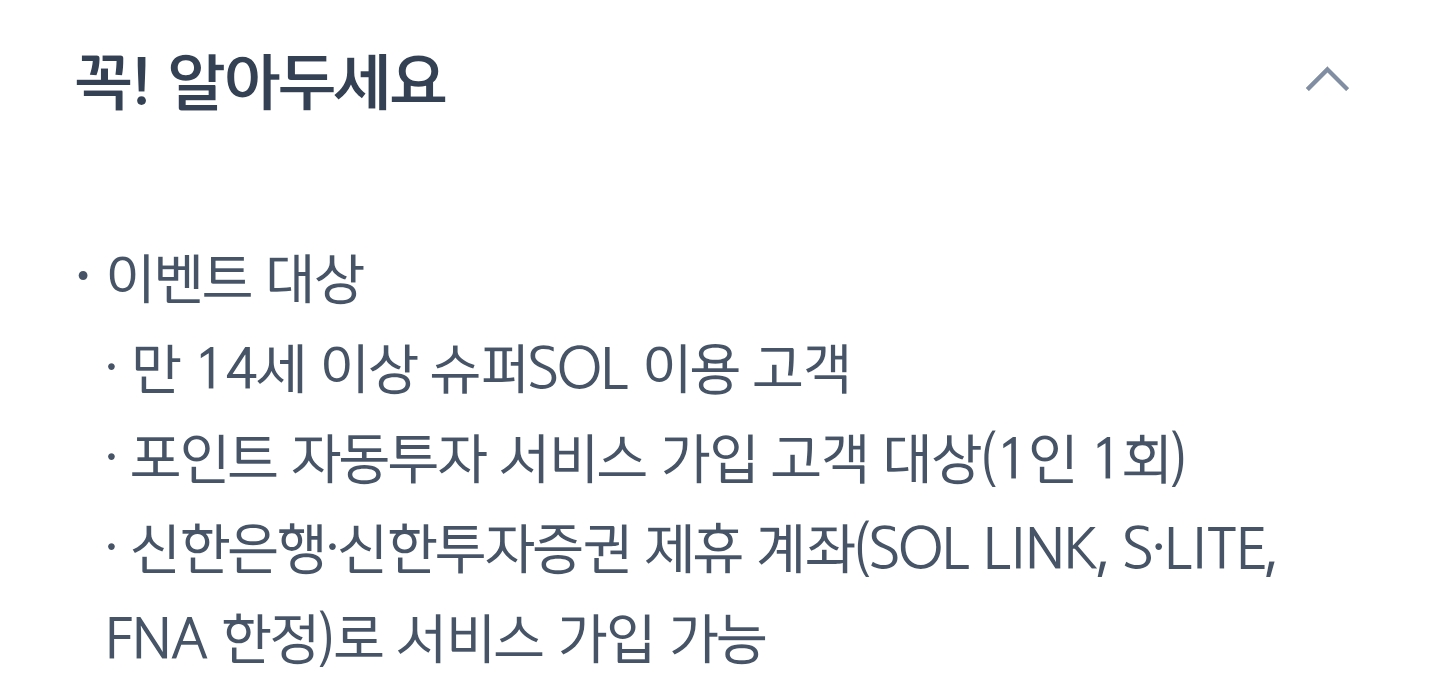 꼭! 알아두세요
· 이벤트 대상
· 만 14세 이상 슈퍼SOL 이용 고객
· 포인트 자동투자 서비스 가입 고객 대상(1인 1회)
· 신한은행·신한투자증권 제휴 계좌(SOL LINK, S·LITE,
FNA 한정)로 서비스 가입 가능